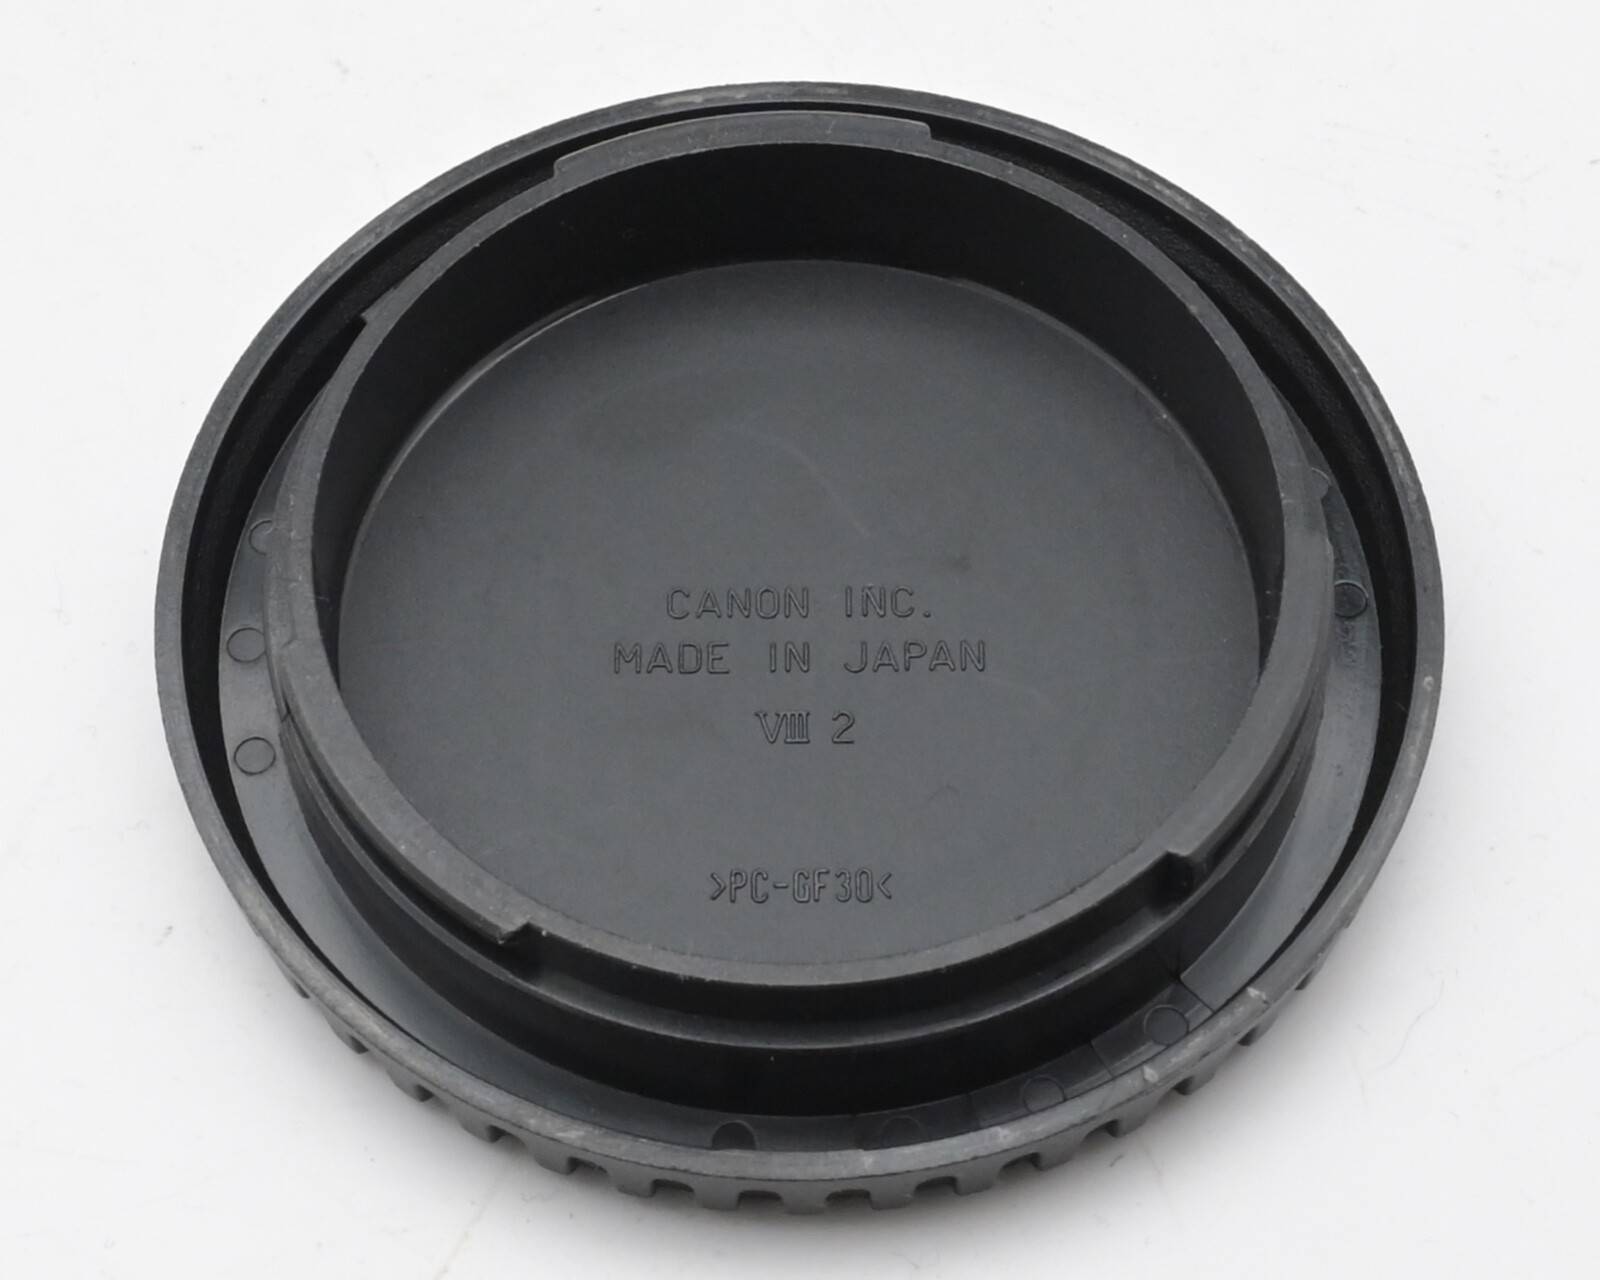 CANON INC.
MADE IN JAPAN
Ⅷ 2
>PC-GF30<